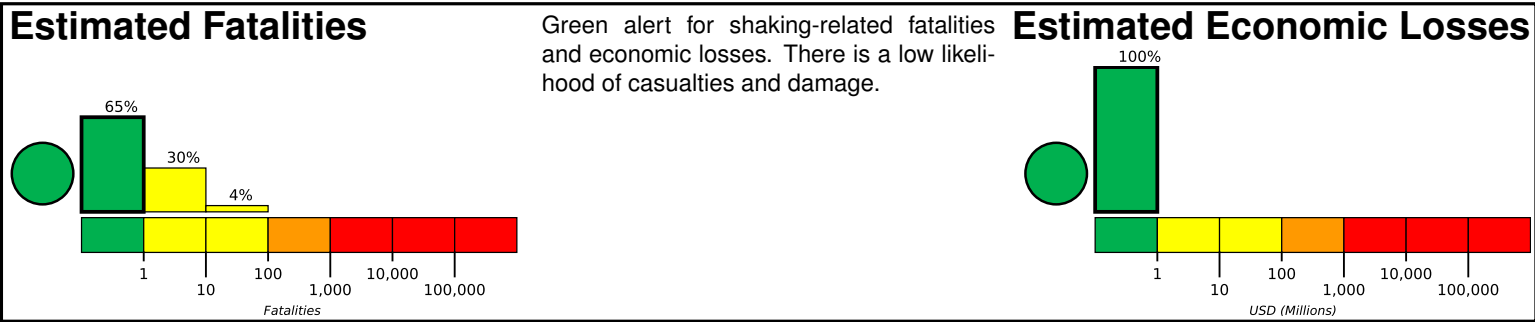 Estimated Fatalities
65%
30%
4%
1
10
100
1,000
10,000
100,000
Fatalities
Green alert for shaking-related fatalities
and economic losses. There is a low likeli-
hood of casualties and damage.
Estimated Economic Losses
100%
1
10
100
1,000
10,000
100,000
USD (Millions)